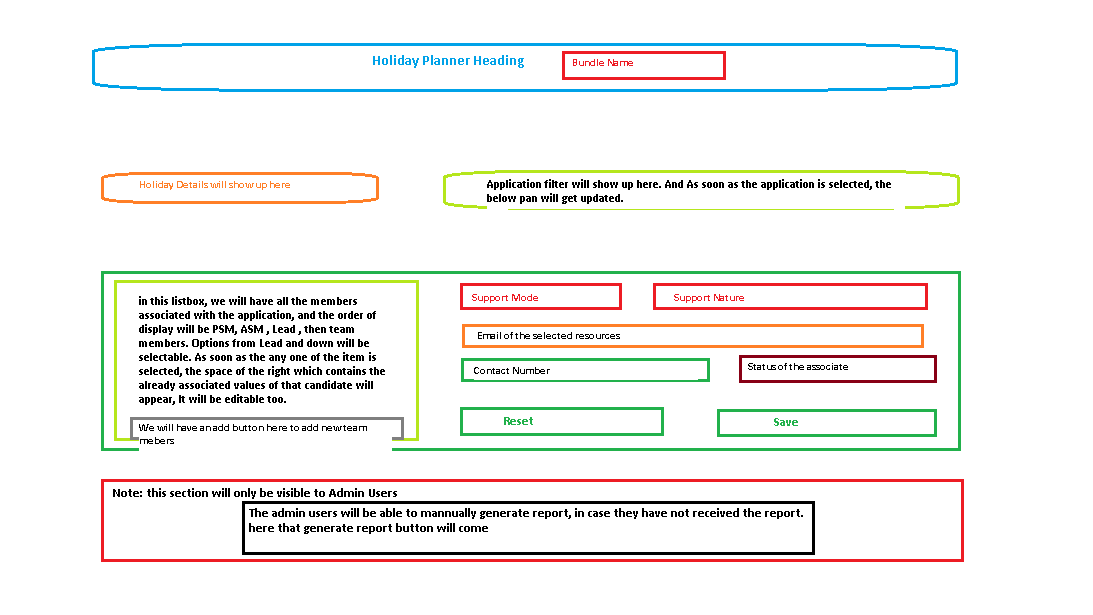 Holiday Planner Heading
Bundle Name
Holiday Details will show up here
Application filter will show up here. And As soon as the application is selected, the
below pan will get updated.
in this listbox, we will have all the members
associated with the application, and the order of
display will be PSM, ASM , Lead , then team
members. Options from Lead and down will be
selectable. As soon as the any one of the item is
selected, the space of the right which contains the
already associated values of that candidate will
appear, It will be editable too.
We will have an add button here to add new team
mebers
Support Mode
Support Nature
Email of the selected resources
Contact Number
Status of the associate
Reset
Save
Note: this section will only be visible to Admin Users
The admin users will be able to mannually generate report, in case they have not received the report.
here that generate report button will come